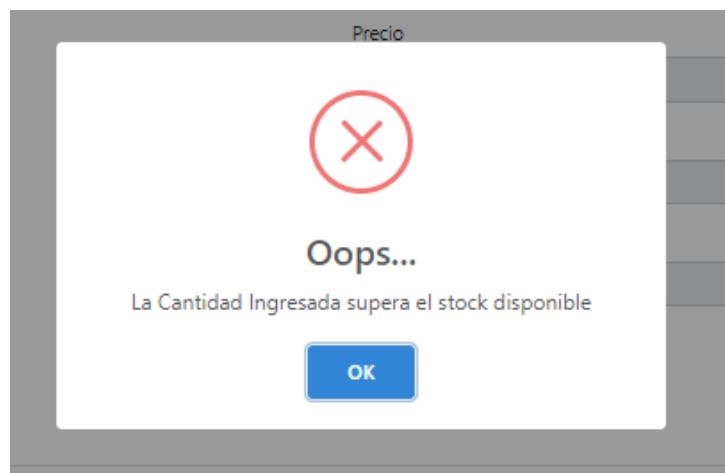 Precio
Oops...
La Cantidad Ingresada supera el stock disponible
OK